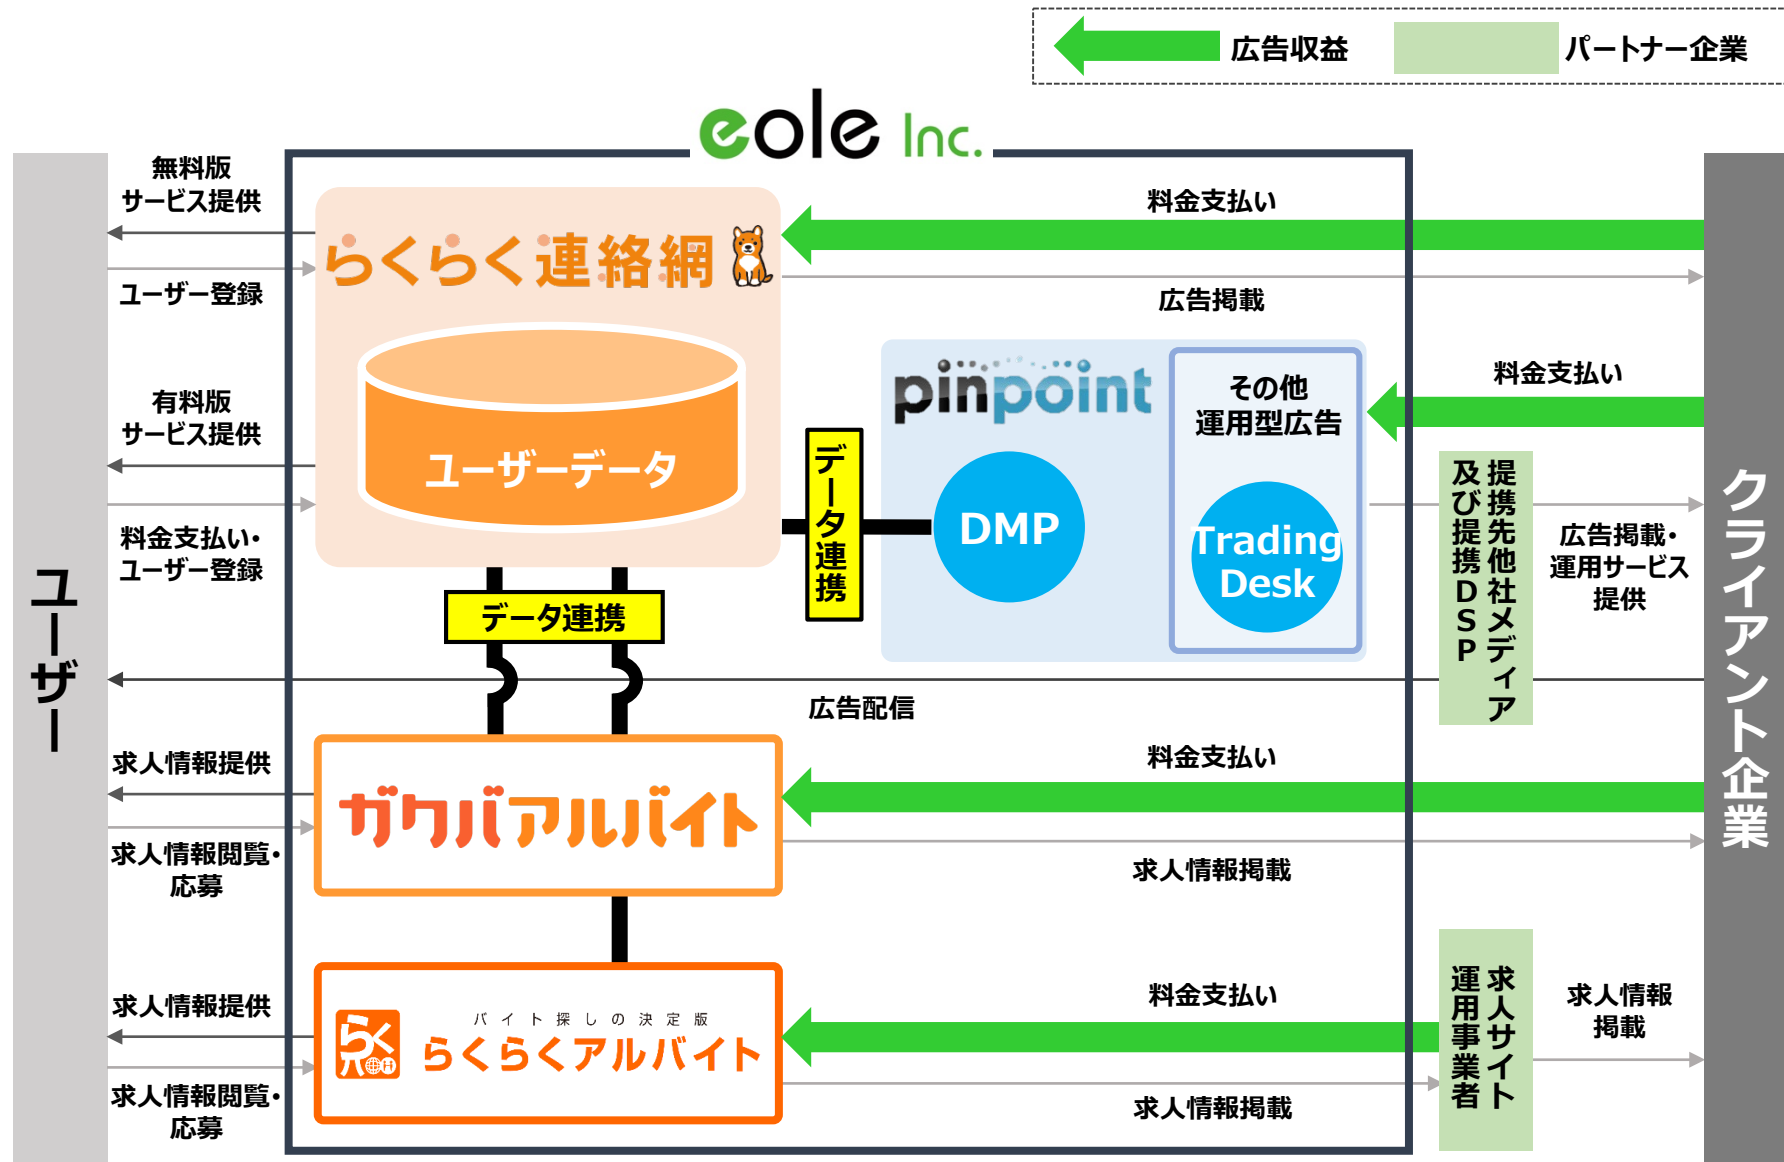 広告収益
パートナー企業
eole Inc.
ユーザー
クライアント企業
無料版
サービス提供
ユーザー登録
有料版
サービス提供
料金支払い・
ユーザー登録
らくらく連絡網
ユーザーデータ
料金支払い
広告掲載
pinpoint
DMP
その他
運用型広告
Trading
Desk
データ連携
データ連携
料金支払い
提携先他社メディア
及び提携DSP
広告掲載・
運用サービス
提供
広告配信
求人情報提供
求人情報閲覧・
応募
ガクバアルバイト
料金支払い
求人情報掲載
求人情報提供
求人情報閲覧・
応募
らく
バ
H
バイト探しの決定版
らくらくアルバイト
料金支払い
求人情報掲載
求人サイト
運用事業者
求人情報
掲載